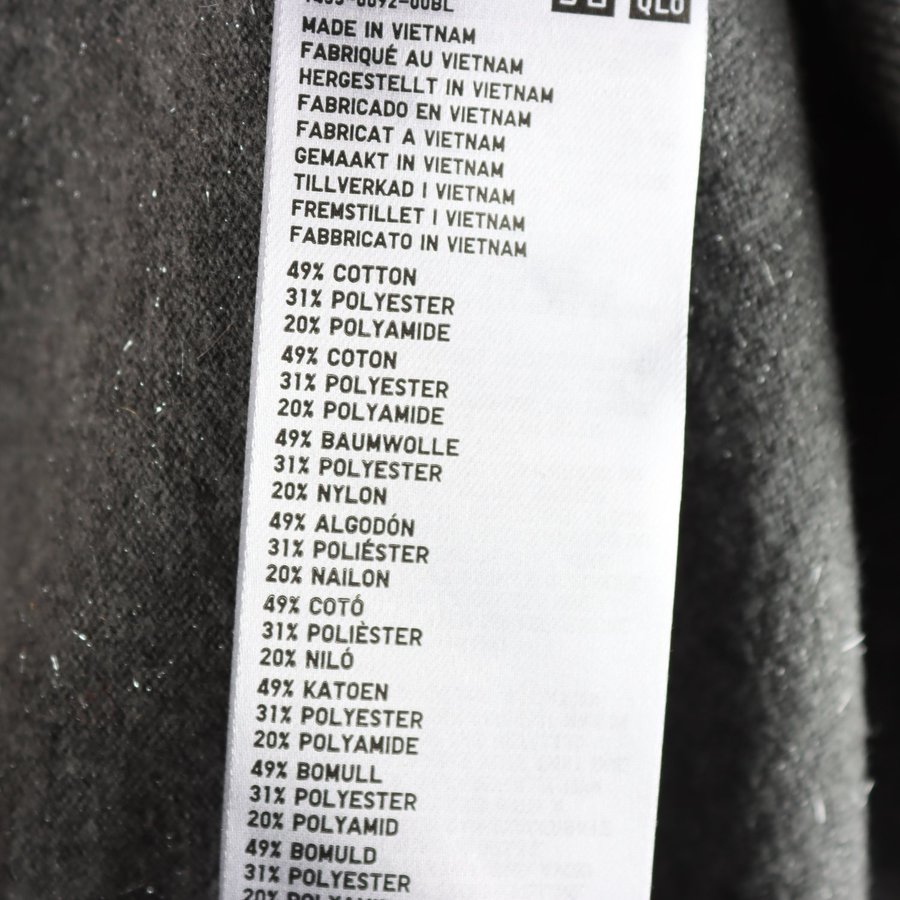 MADE IN VIETNAM
FABRIQUÉ AU VIETNAM
HERGESTELLT IN VIETNAM
FABRICADO EN VIETNAM
FABRICAT A VIETNAM
GEMAAKT IN VIETNAM
TILLVERKAD I VIETNAM
FREMSTILLET I VIETNAM
FABBRICATO IN VIETNAM
49% COTTON
31% POLYESTER
20% POLYAMIDE
49% COTON
31% POLYESTER
20% POLYAMIDE
49% BAUMWOLLE
31% POLYESTER
20% NYLON
49% ALGODÓN
31% POLIÉSTER
20% NAILON
49% COTÓ
31% POLIÈSTER
20% NILÓ
49% KATOEN
31% POLYESTER
20% POLYAMIDE
49% BOMULL
31% POLYESTER
20% POLYAMID
49% BOMULD
31% POLYESTER
20%